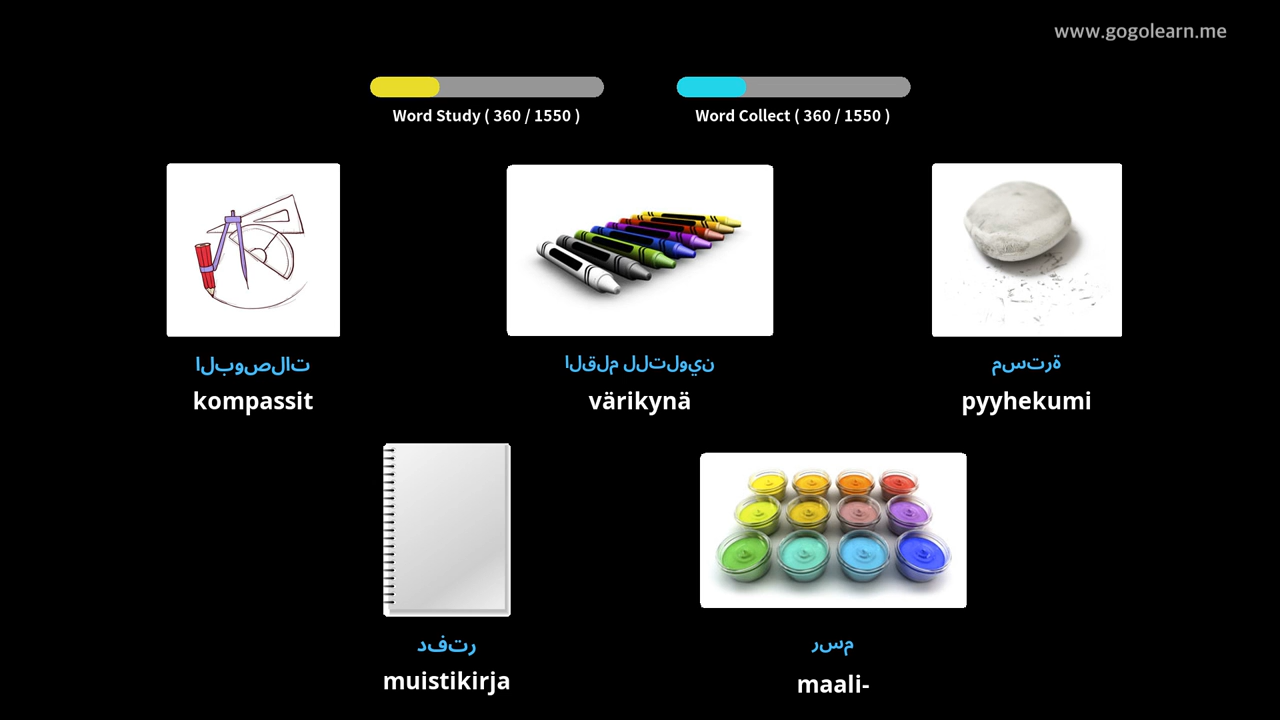 www.gogolearn.me
Word Study ( 360 / 1550 )
Word Collect ( 360 / 1550 )
البوصلات
kompassit
القلم للتلوين
värikynä
مسترة
pyyhekumi
دفتر
muistikirja
رسم
maali-